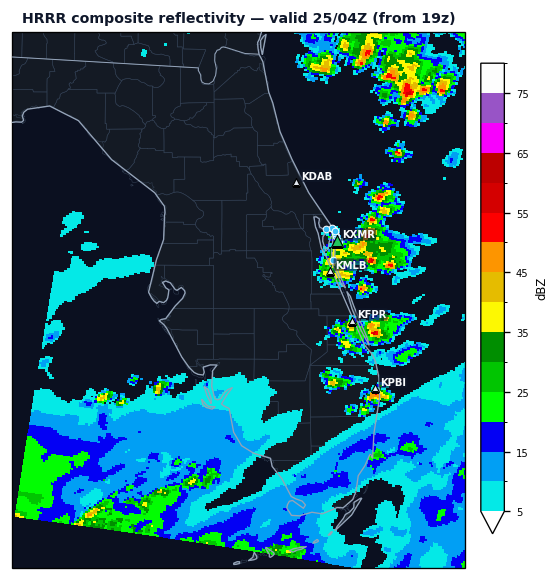 HRRR composite reflectivity — valid 25/04Z (from 19z)
KDAB
KXMR
KMLB
KFPR
KPBI
75
65
55
45
35
25
15
5
dBZ